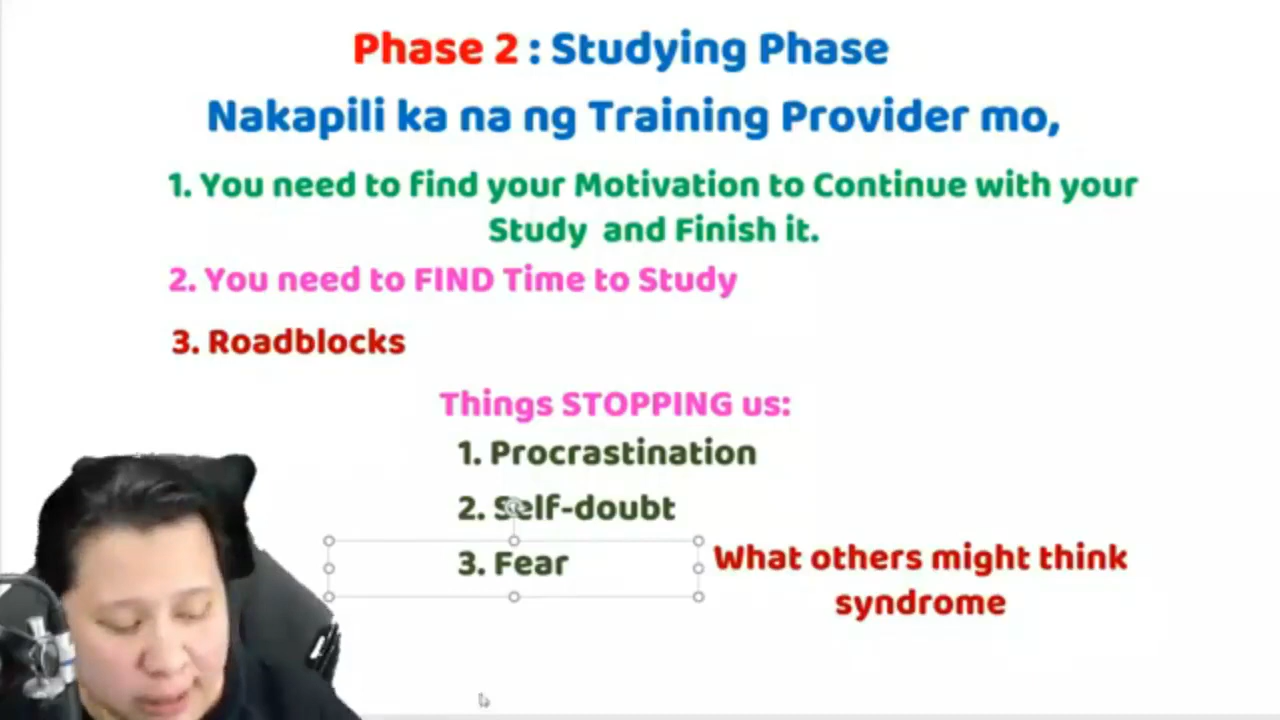 Phase 2 : Studying Phase
Nakapili ka na ng Training Provider mo,
1. You need to find your Motivation to Continue with your
Study and Finish it.
2. You need to FIND Time to Study
3. Roadblocks
Things STOPPING us:
1. Procrastination
2. Self-doubt
3. Fear
What others might think
syndrome